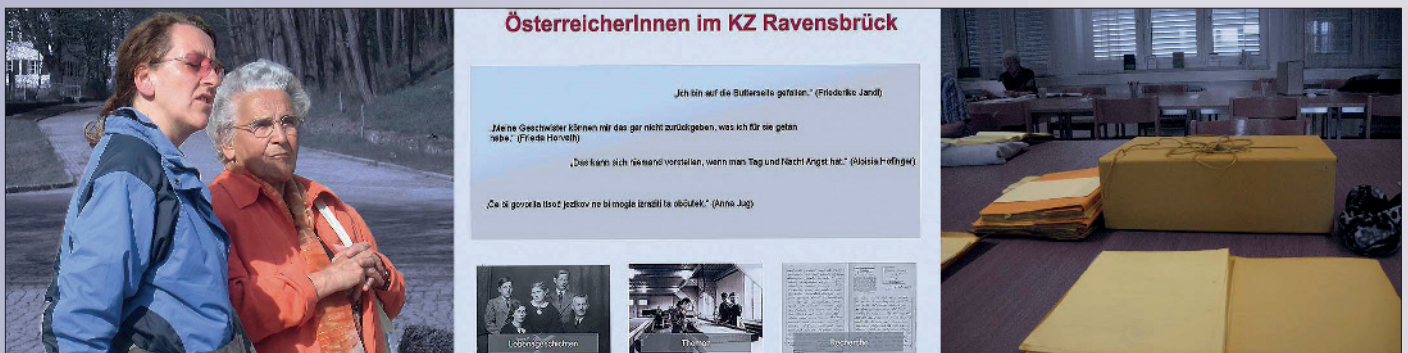 ÖsterreicherInnen im KZ Ravensbrück
„Ich bin auf die Butterseite gefallen.“ (Friederike Jandl)
„Meine Geschwister können mir das gar nicht zurückgeben, was ich für sie getan
habe.“ (Frieda Horvath)
„Das kann sich niemand vorstellen, wenn man Tag und Nacht Angst hat.“ (Aloisia Hofinger)
„Če bi govorila tisoč jezikov ne bi mogla izraziti ta občutek.“ (Anna Jug)
Lebensgeschichten
Themen
Recherche